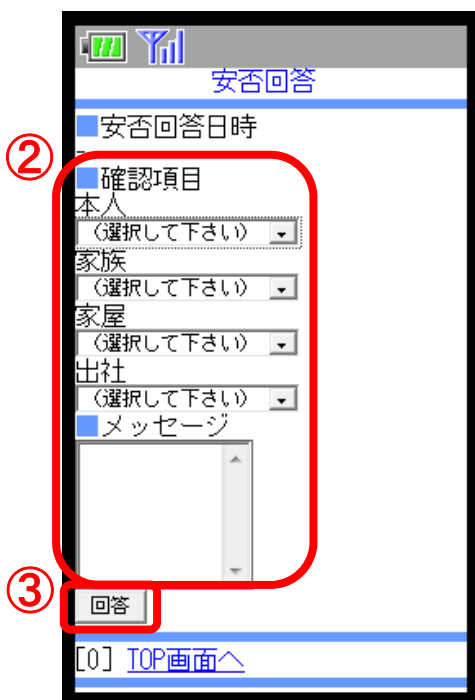 安否回答
■安否回答日時
②
■確認項目
本人
(選択して下さい)
家族
(選択して下さい)
家屋
(選択して下さい)
出社
(選択して下さい)
■メッセージ
③
回答
[0] TOP画面へ